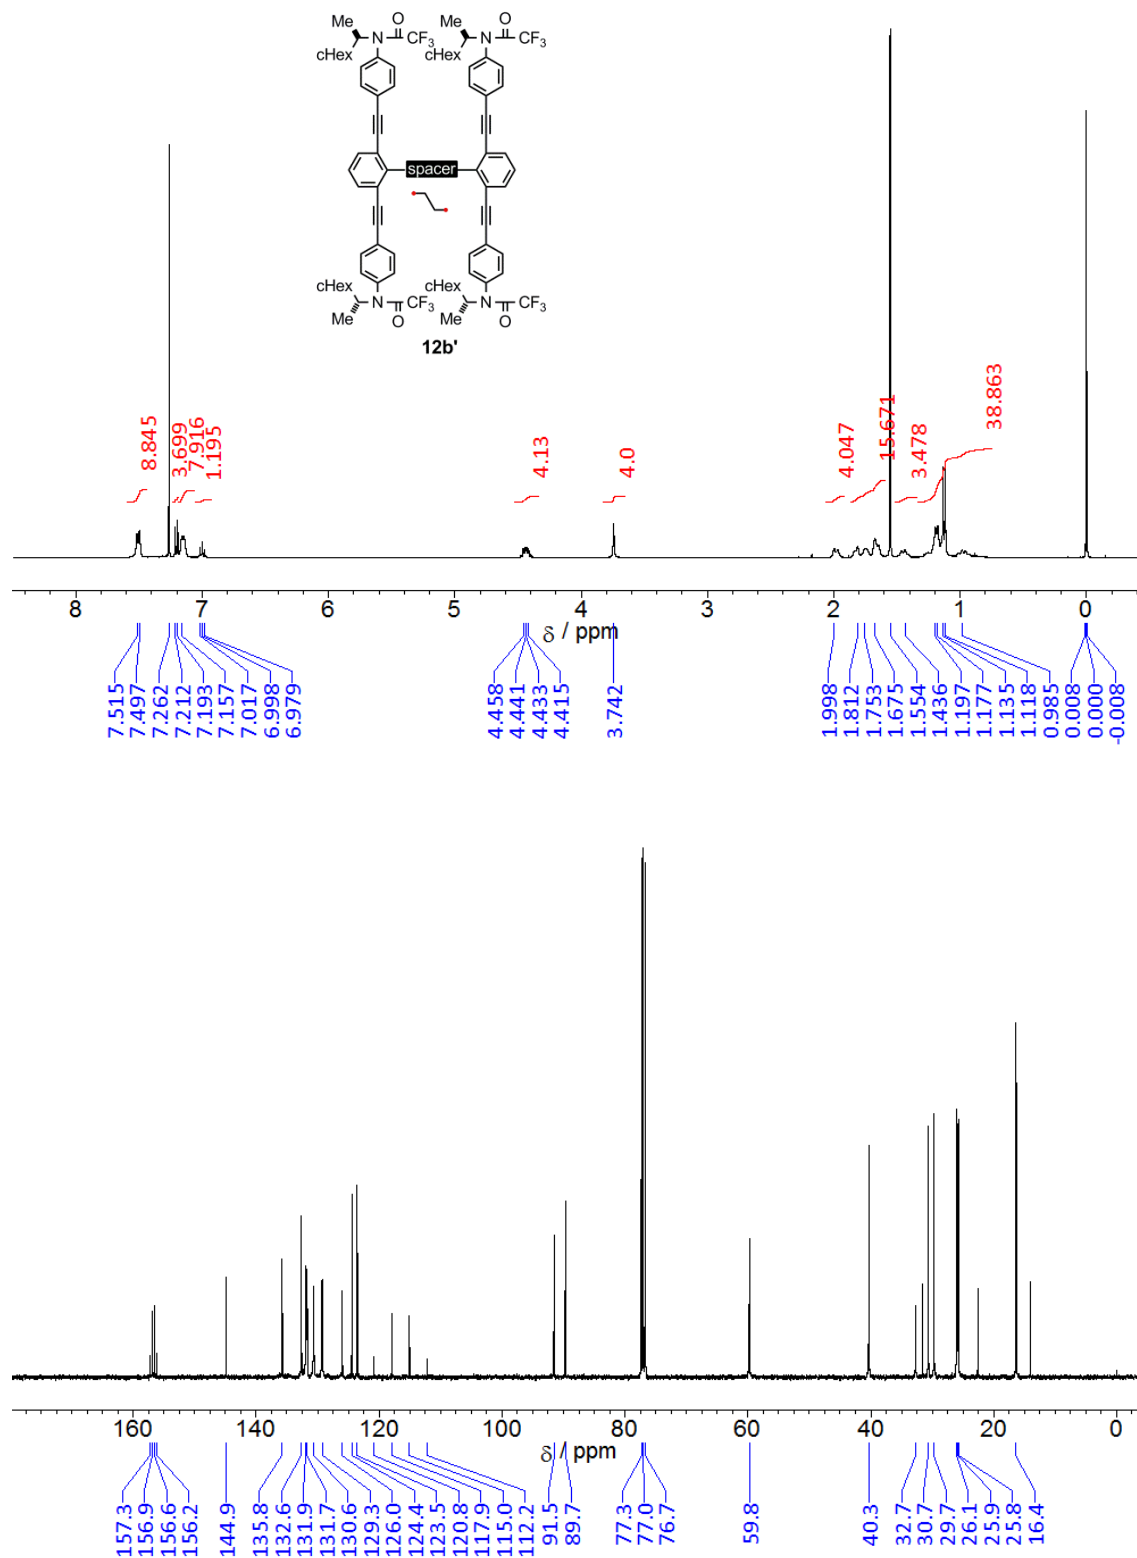 Me O Me O
N CF3 N CF3
cHex cHex
spacer
cHex cHex
N CF3 N CF3
Me O Me O
12b'
8.845 3.699 7.916 1.195 4.13 4.0 4.047 15.671 3.478 38.863
8 7 6 5 4 3 2 1 0
δ / ppm
7.515 7.497 7.262 7.212 7.193 7.157 7.017 6.998 6.979 4.458 4.441 4.433 4.415 3.742 1.998 1.812 1.753 1.675 1.554 1.436 1.197 1.177 1.135 1.118 0.985 0.008 0.000 -0.008
160 140 120 100 80 60 40 20 0
δ / ppm
157.3 156.9 156.6 156.2 144.9 135.8 132.6 131.9 131.7 130.6 129.3 126.0 124.4 123.5 120.8 117.9 115.0 112.2 91.5 89.7 77.3 77.0 76.7 59.8 40.3 32.7 30.7 29.7 26.1 25.9 25.8 16.4